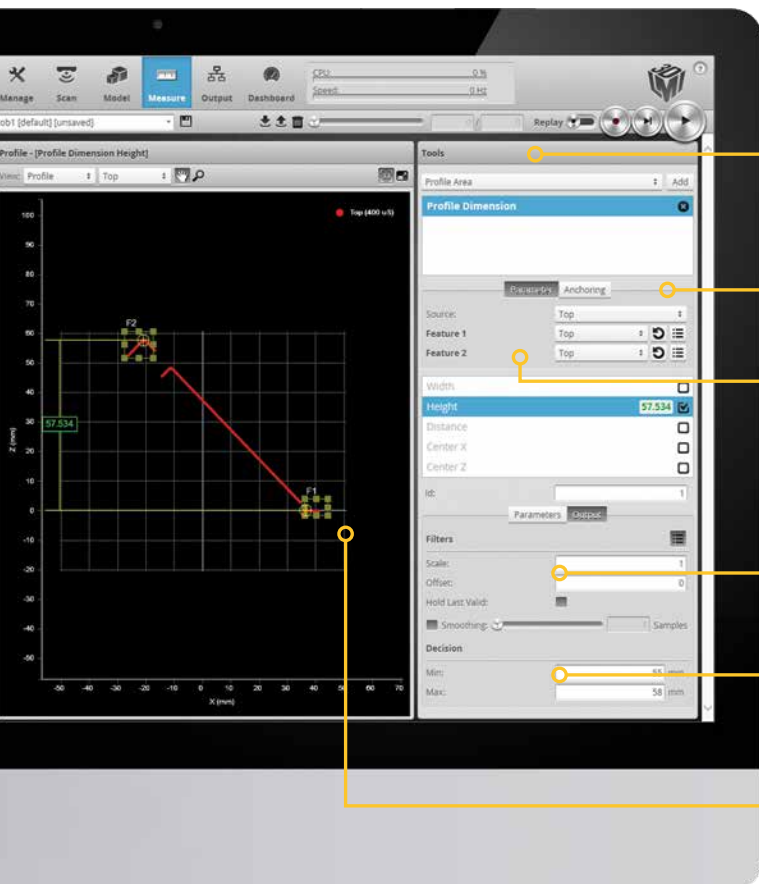 CPU: 0 %
Speed: 0 Hz
Manage Scan Model Measure Output Dashboard
ob1 [default] [unsaved]
Replay
Profile - [Profile Dimension Height]
View: Profile Top
Top (400 uS)
100
90
80
70
60
50
40
30
20
10
0
-10
-20
-30
-40
-50
Z (mm)
F2
57.534
F1
-50 -40 -30 -20 -10 0 10 20 30 40 50 60 70
X (mm)
Tools
Profile Area Add
Profile Dimension
Parameter Anchoring
Source: Top
Feature 1 Top
Feature 2 Top
Width
Height 57.534
Distance
Center X
Center Z
Id: 1
Parameters Output
Filters
Scale: 1
Offset: 0
Hold Last Valid:
Smoothing: Samples
Decision
Min: 55 mm
Max: 58 mm